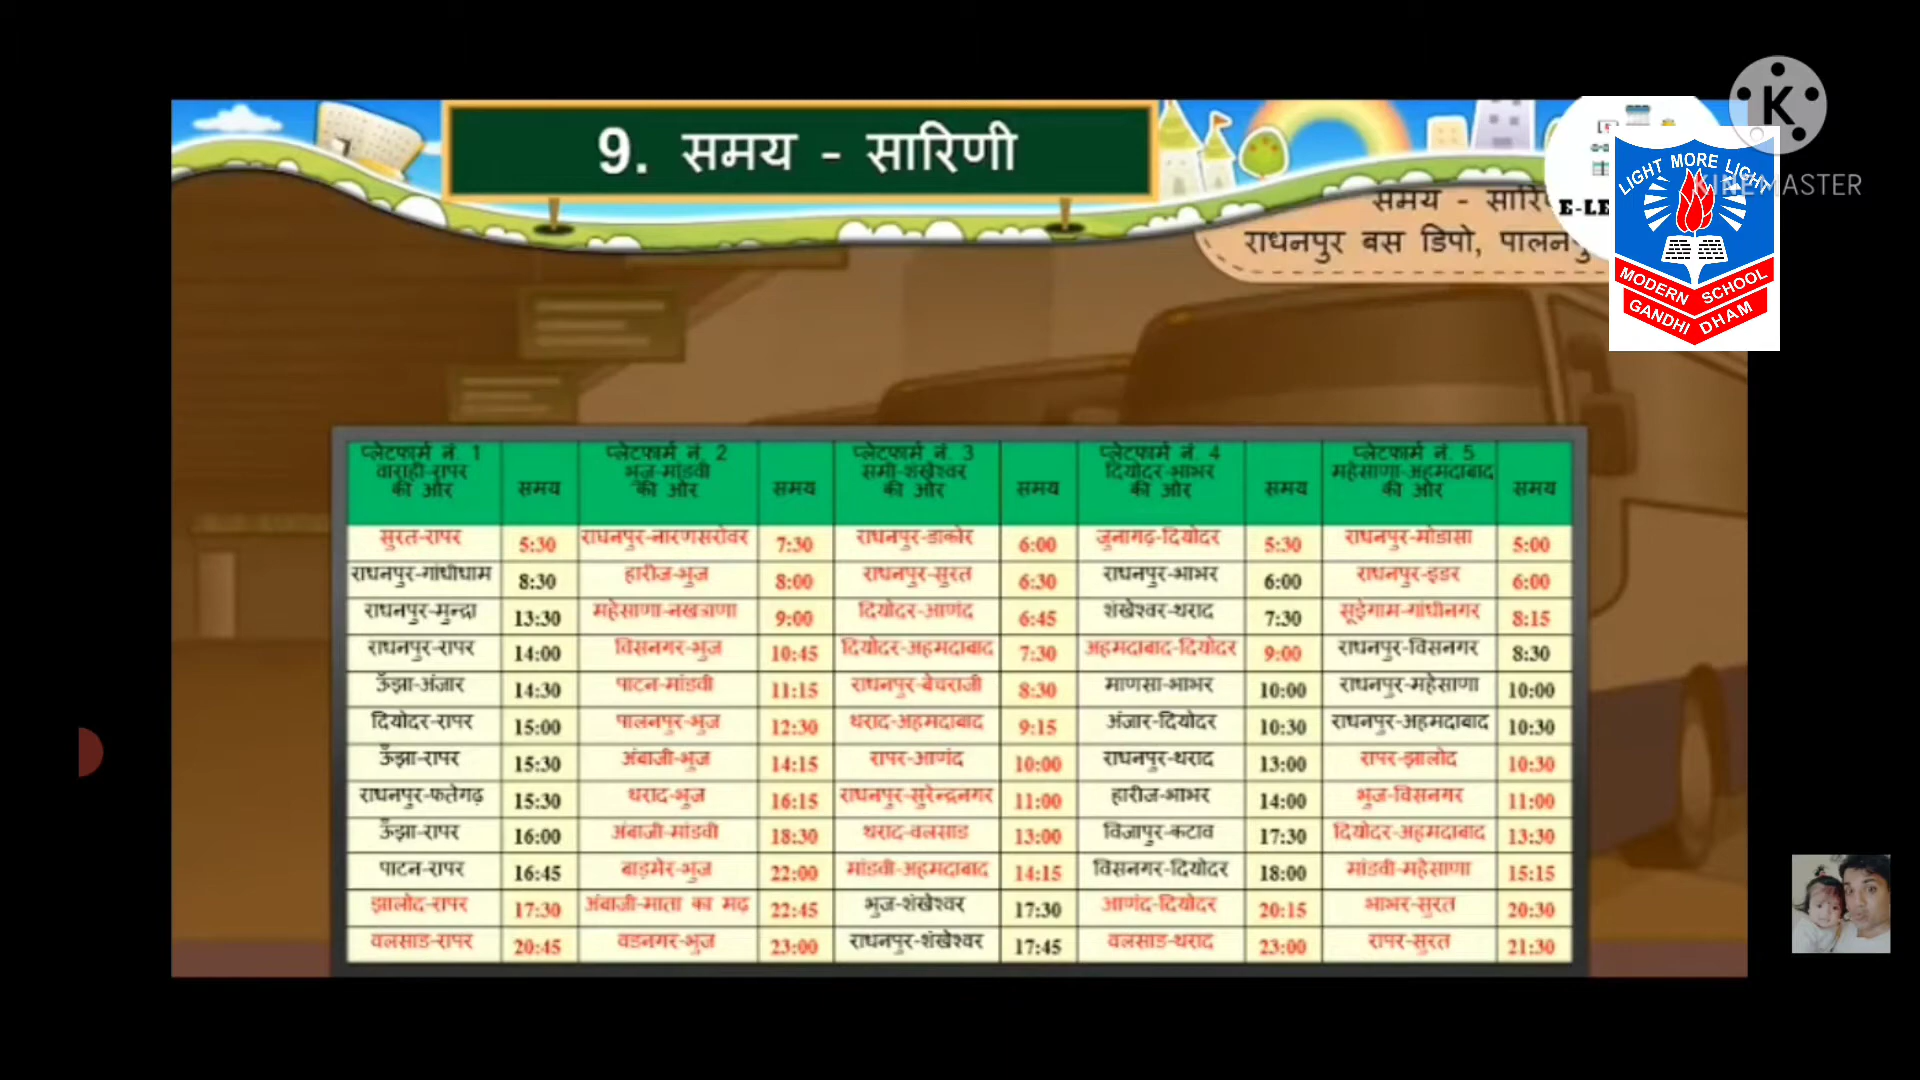 9. समय - सारिणी
समय - सारि
राधनपुर बस डिपो, पालनपु
E-LE
LIGHT MORE LIGHT
MODERN SCHOOL
GANDHI DHAM
K
KINEMASTER
प्लेटफार्म नं. 1 वाराही-रापर की ओर समय प्लेटफार्म नं. 2 भुज-मांडवी की ओर समय प्लेटफार्म नं. 3 समी-शंखेश्वर की ओर समय प्लेटफार्म नं. 4 दियोदर-भाभर की ओर समय प्लेटफार्म नं. 5 महेसाणा-अहमदाबाद की ओर समय
सुरत-रापर 5:30 राधनपुर-नारणसरोवर 7:30 राधनपुर-डाकोर 6:00 जुनागढ़-दियोदर 5:30 राधनपुर-मोडासा 5:00
राधनपुर-गांधीधाम 8:30 हारीज-भुज 8:00 राधनपुर-सुरत 6:30 राधनपुर-भाभर 6:00 राधनपुर-इडर 6:00
राधनपुर-मुन्द्रा 13:30 महेसाणा-नखत्राणा 9:00 दियोदर-आणंद 6:45 शंखेश्वर-थराद 7:30 सूईगाम-गांधीनगर 8:15
राधनपुर-रापर 14:00 विसनगर-भुज 10:45 दियोदर-अहमदाबाद 7:30 अहमदाबाद-दियोदर 9:00 राधनपुर-विसनगर 8:30
ऊँझा-अंजार 14:30 पाटन-मांडवी 11:15 राधनपुर-बेचराजी 8:30 माणसा-भाभर 10:00 राधनपुर-महेसाणा 10:00
दियोदर-रापर 15:00 पालनपुर-भुज 12:30 थराद-अहमदाबाद 9:15 अंजार-दियोदर 10:30 राधनपुर-अहमदाबाद 10:30
ऊँझा-रापर 15:30 अंबाजी-भुज 14:15 रापर-आणंद 10:00 राधनपुर-थराद 13:00 रापर-झालोद 10:30
राधनपुर-फतेगढ़ 15:30 थराद-भुज 16:15 राधनपुर-सुरेन्द्रनगर 11:00 हारीज-भाभर 14:00 भुज-विसनगर 11:00
ऊँझा-रापर 16:00 अंबाजी-मांडवी 18:30 थराद-वलसाड 13:00 विजापुर-कटाव 17:30 दियोदर-अहमदाबाद 13:30
पाटन-रापर 16:45 बाड़मेर-भुज 22:00 मांडवी-अहमदाबाद 14:15 विसनगर-दियोदर 18:00 मांडवी-महेसाणा 15:15
झालोद-रापर 17:30 अंबाजी-माता का मढ़ 22:45 भुज-शंखेश्वर 17:30 आणंद-दियोदर 20:15 भाभर-सुरत 20:30
वलसाड-रापर 20:45 वडनगर-भुज 23:00 राधनपुर-शंखेश्वर 17:45 वलसाड-थराद 23:00 रापर-सुरत 21:30